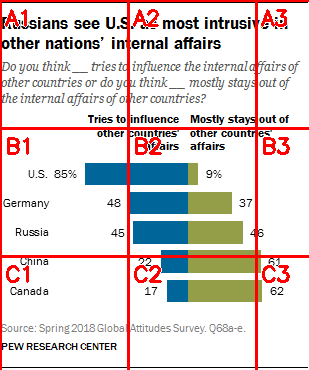 Russians see U.S. as most intrusive in
other nations' internal affairs
Do you think __ tries to influence the internal affairs of
other countries or do you think __ mostly stays out of
the internal affairs of other countries?
Tries to influence other countries' affairs
Mostly stays out of other countries' affairs
U.S. 85% 9%
Germany 48 37
Russia 45 46
China 22 61
Canada 17 62
Source: Spring 2018 Global Attitudes Survey. Q68a-e.
PEW RESEARCH CENTER
A1 A2 A3
B1 B2 B3
C1 C2 C3